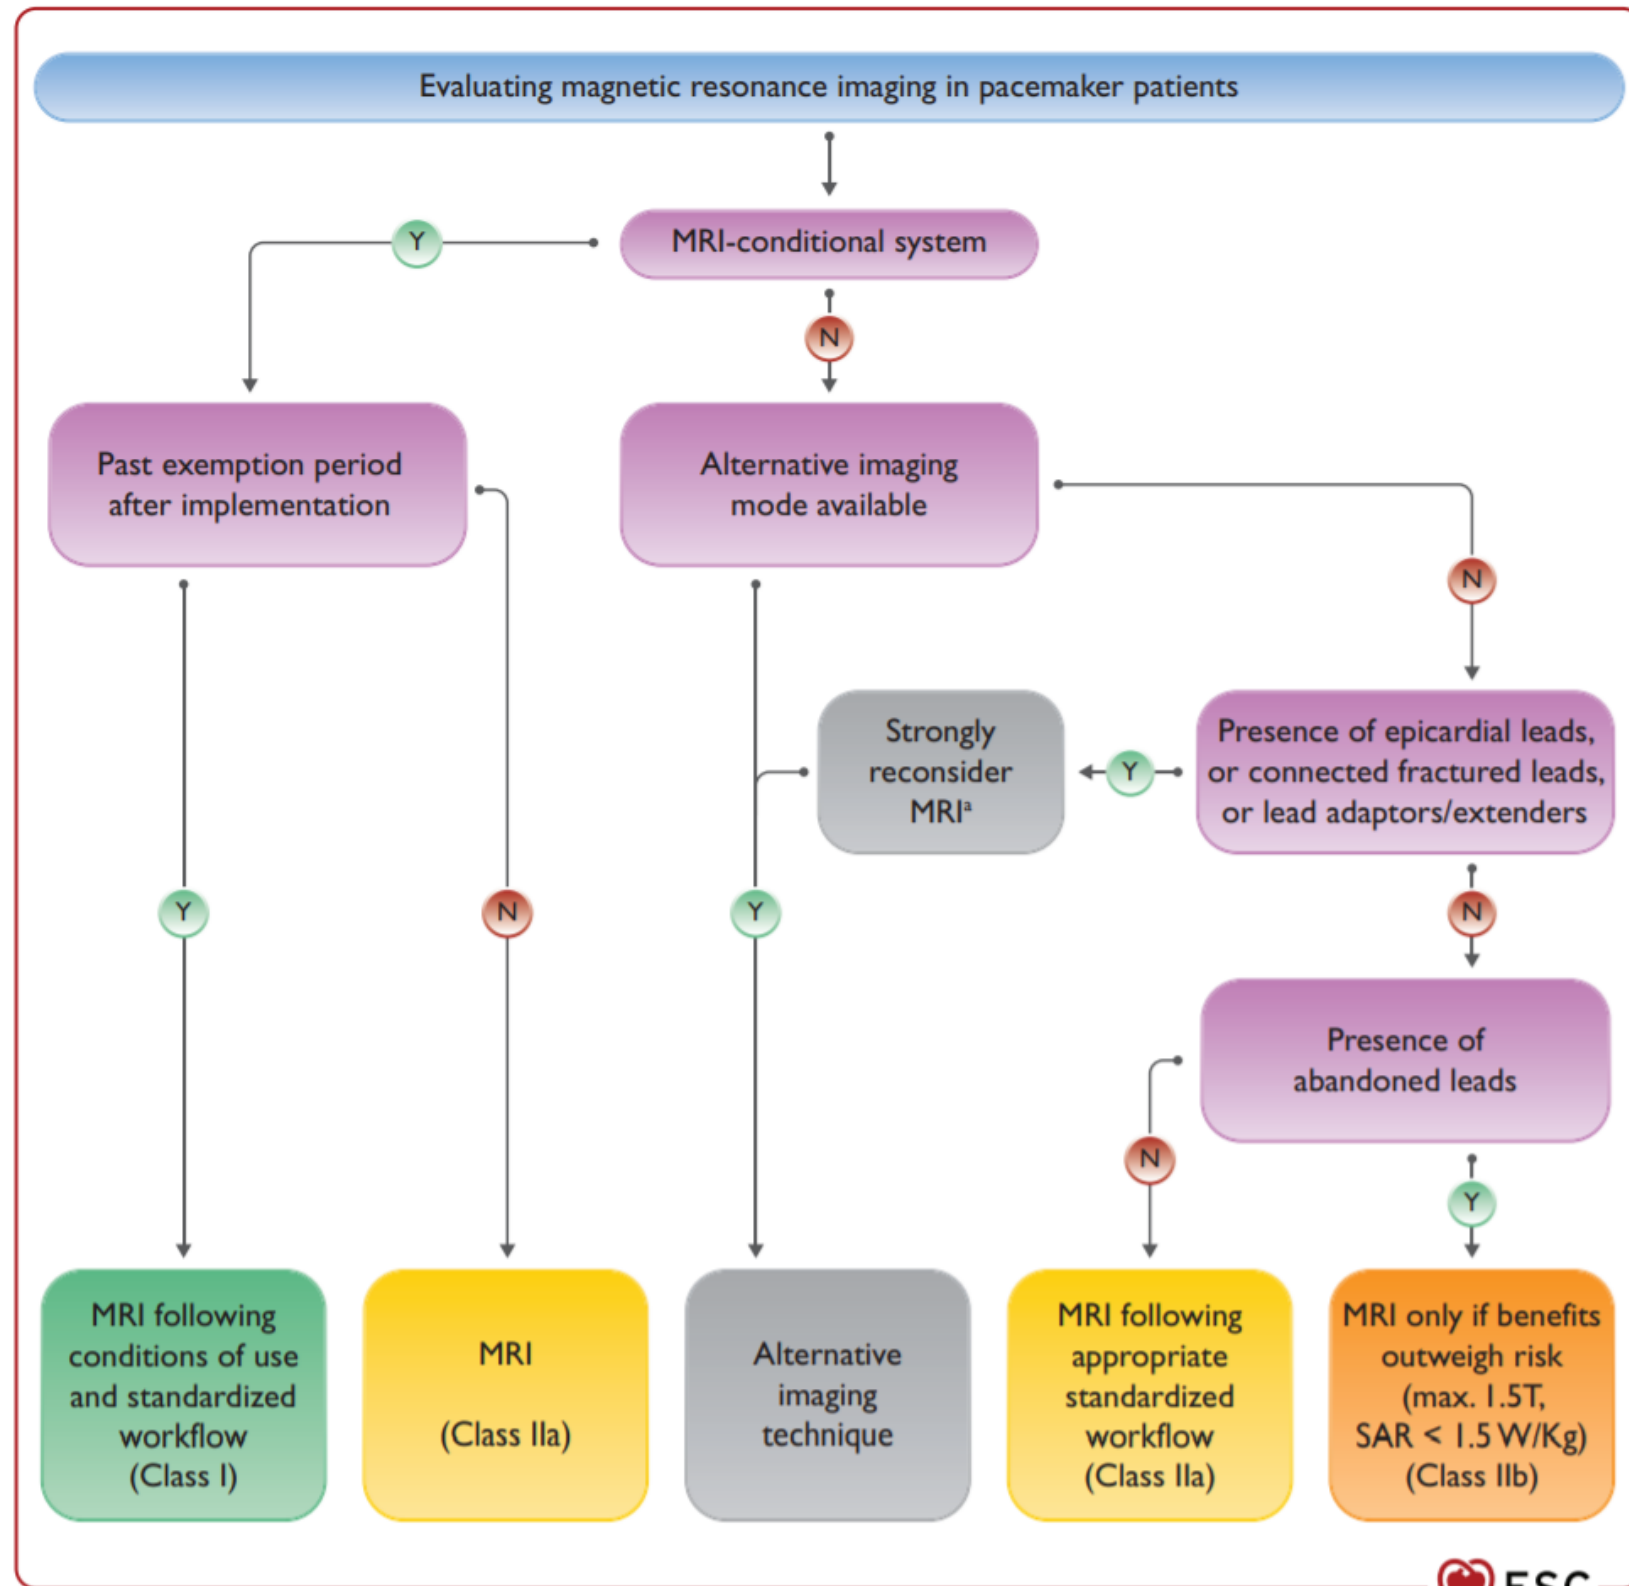 Evaluating magnetic resonance imaging in pacemaker patients
MRI-conditional system
Y
N
Past exemption period
after implementation
Alternative imaging
mode available
N
Strongly
reconsider
MRIᵃ
Y
Presence of epicardial leads,
or connected fractured leads,
or lead adaptors/extenders
Y
N
Y
N
Presence of
abandoned leads
N
Y
MRI following
conditions of use
and standardized
workflow
(Class I)
MRI
(Class IIa)
Alternative
imaging
technique
MRI following
appropriate
standardized
workflow
(Class IIa)
MRI only if benefits
outweigh risk
(max. 1.5T,
SAR < 1.5 W/Kg)
(Class IIb)
ESC